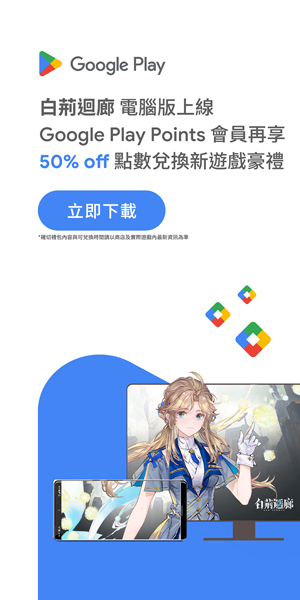 Google Play
白荊迴廊 電腦版上線
Google Play Points 會員再享
50% off 點數兌換新遊戲豪禮
立即下載
*確切禮包內容與可兌換時間請以商店及實際遊戲內最新資訊為準
白荊迴廊